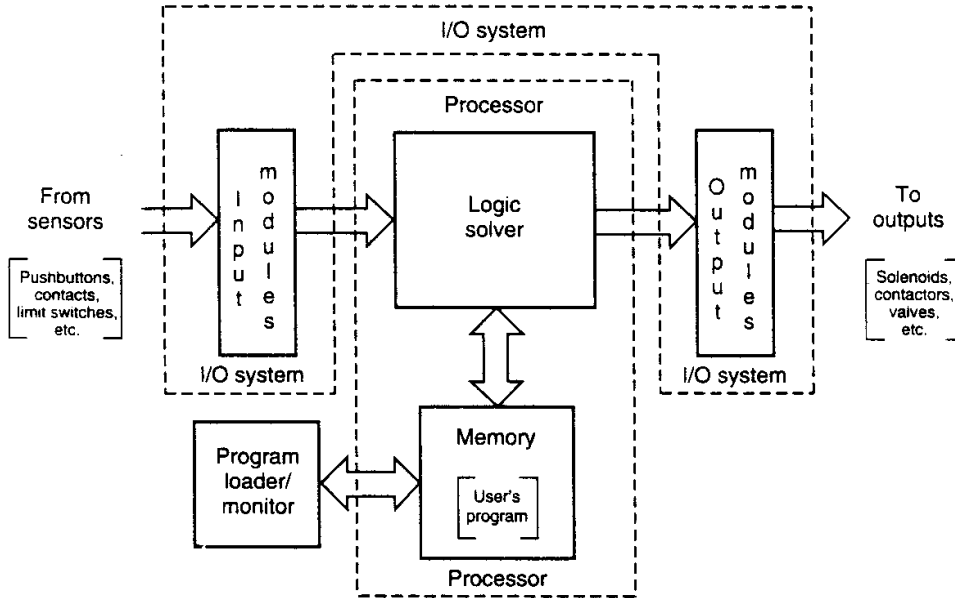 I/O system
Processor
From
sensors
[Pushbuttons,
contacts,
limit switches,
etc.]
Input
modules
Logic
solver
Output
modules
To
outputs
[Solenoids,
contactors,
valves,
etc.]
I/O system
I/O system
Program
loader/
monitor
Memory
[User's
program]
Processor